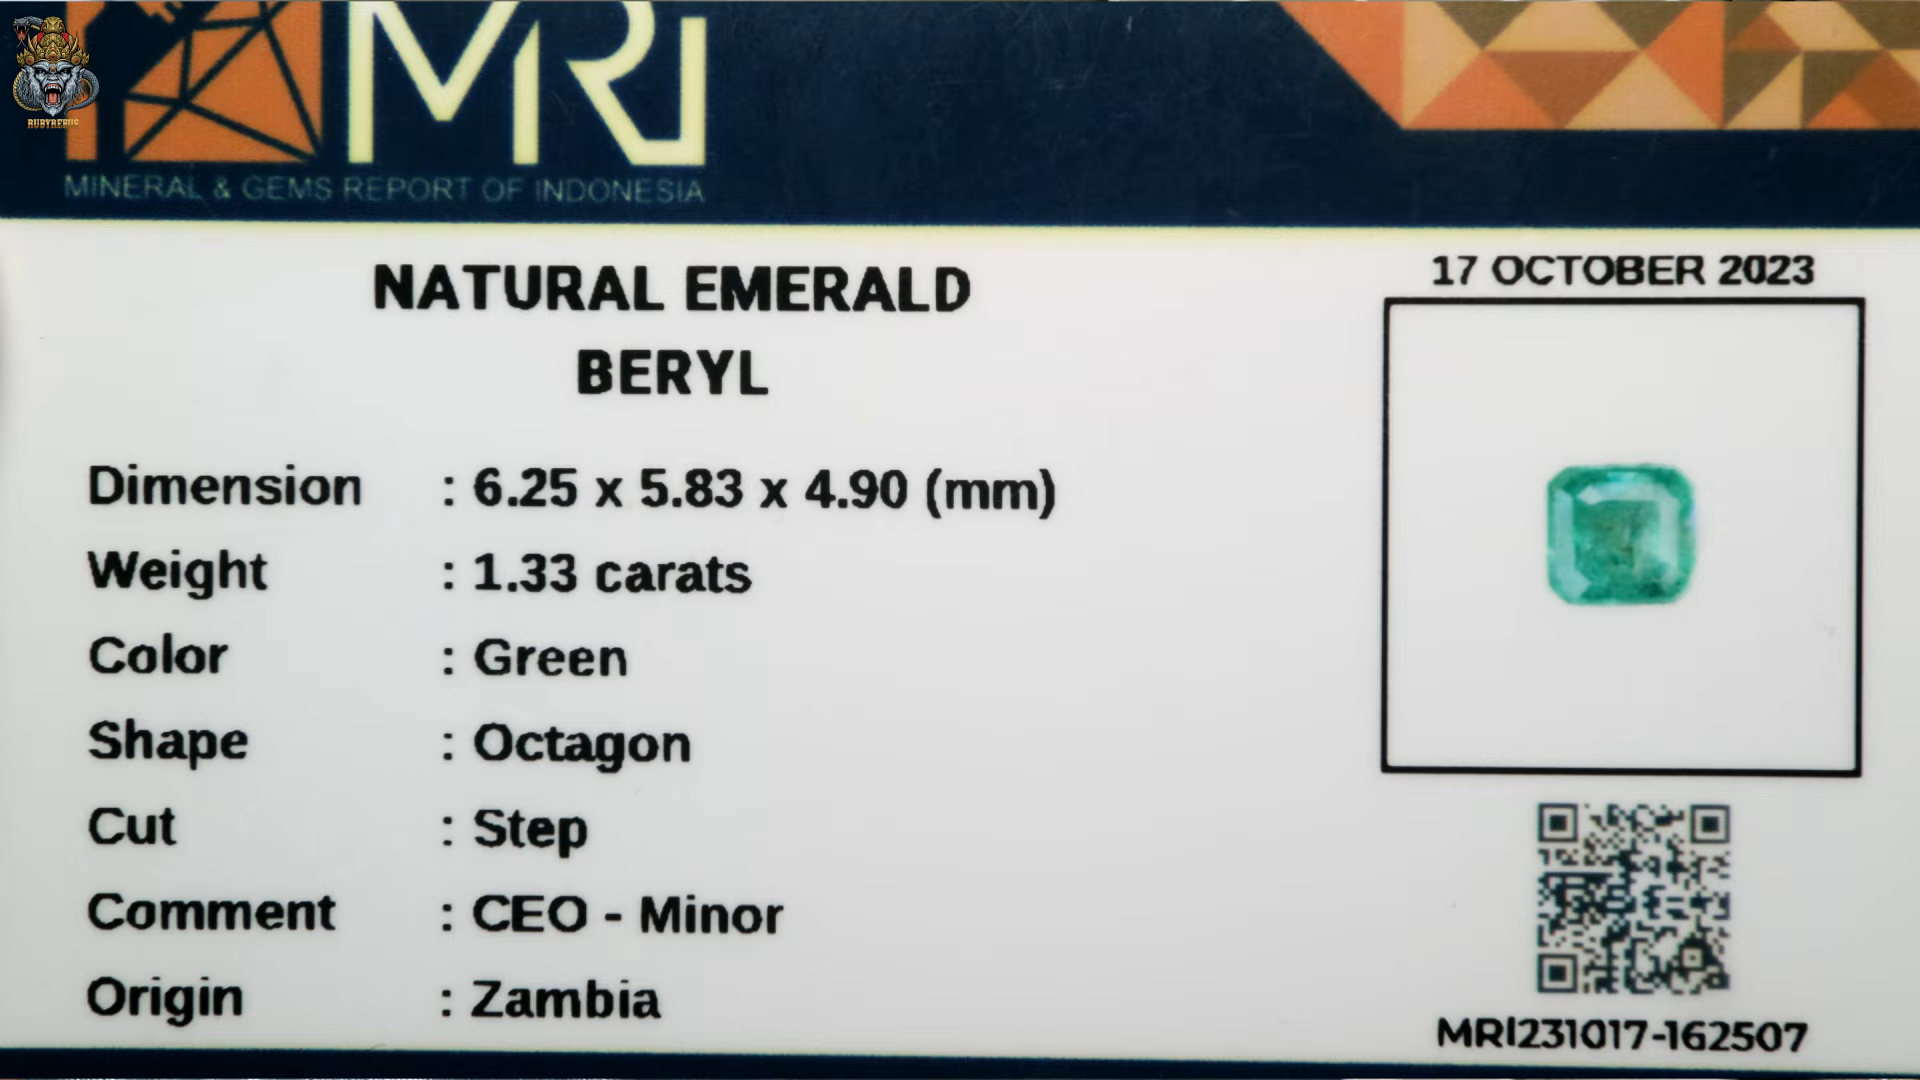 RUBYREBUS
MRI
MINERAL & GEMS REPORT OF INDONESIA
NATURAL EMERALD
BERYL
Dimension : 6.25 x 5.83 x 4.90 (mm)
Weight : 1.33 carats
Color : Green
Shape : Octagon
Cut : Step
Comment : CEO - Minor
Origin : Zambia
17 OCTOBER 2023
MRI231017-162507